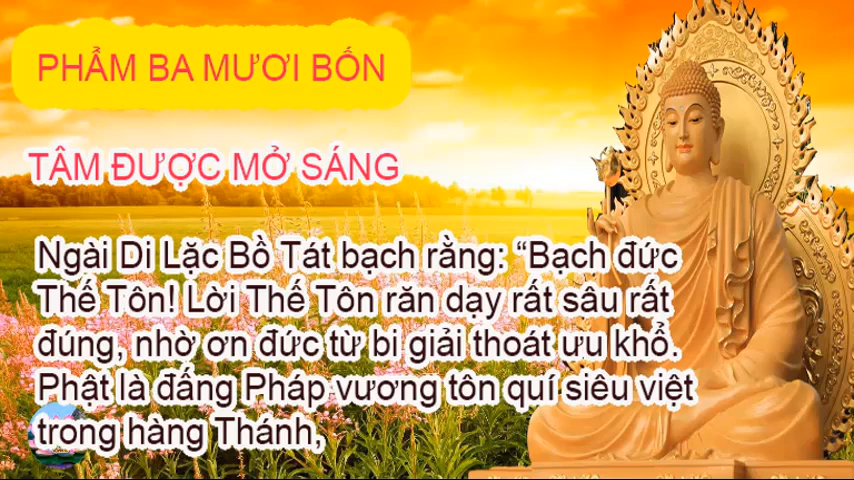 PHẨM BA MƯƠI BỐN
TÂM ĐƯỢC MỞ SÁNG
Ngài Di Lặc Bồ Tát bạch rằng: “Bạch đức
Thế Tôn! Lời Thế Tôn răn dạy rất sâu rất
đúng, nhờ ơn đức từ bi giải thoát ưu khổ.
Phật là đấng Pháp vương tôn quí siêu việt
trong hàng Thánh,